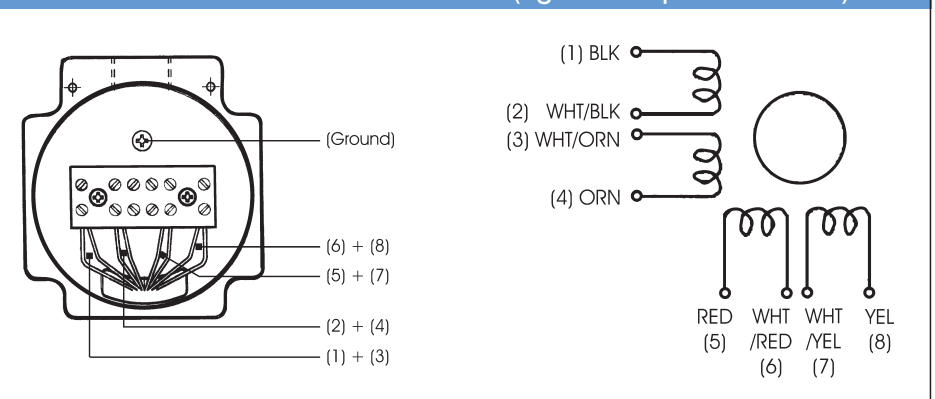 (Ground)
(6) + (8)
(5) + (7)
(2) + (4)
(1) + (3)
(1) BLK
(2) WHT/BLK
(3) WHT/ORN
(4) ORN
RED
(5)
WHT
/RED
(6)
WHT
/YEL
(7)
YEL
(8)